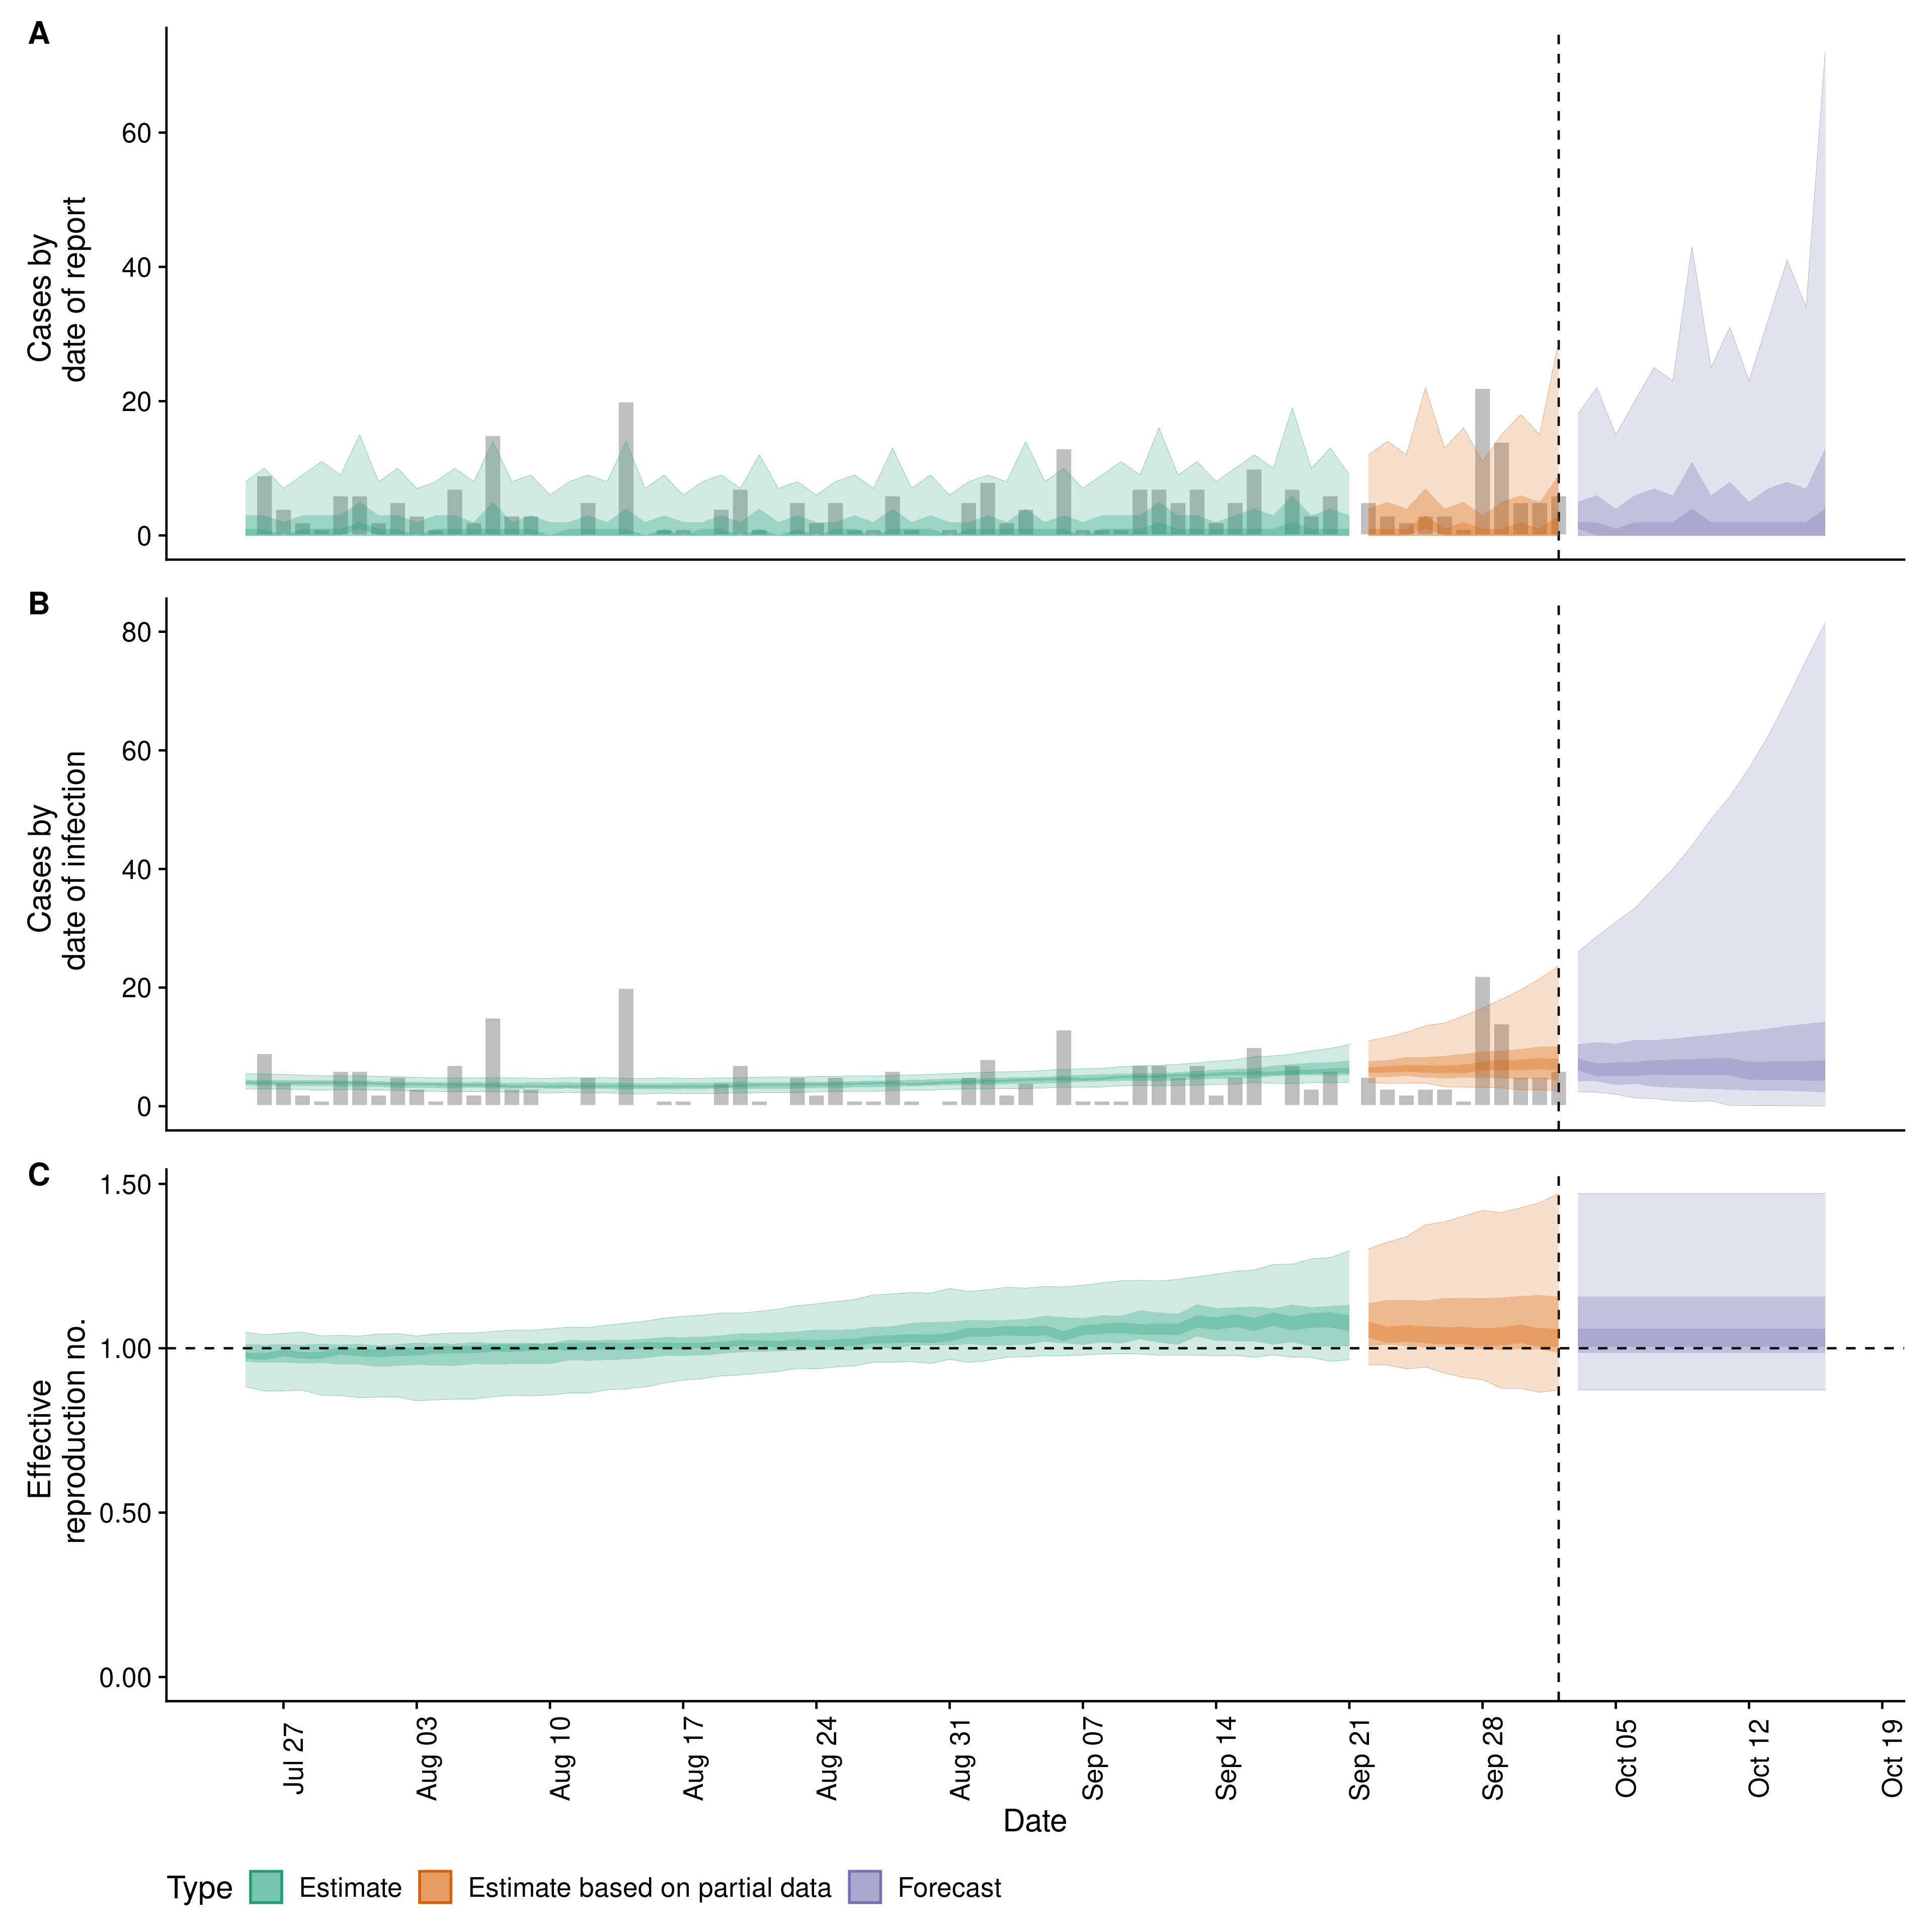 A
Cases by
date of report
60
40
20
0
B
Cases by
date of infection
80
60
40
20
0
C
Effective
reproduction no.
1.50
1.00
0.50
0.00
Jul 27
Aug 03
Aug 10
Aug 17
Aug 24
Aug 31
Sep 07
Sep 14
Sep 21
Sep 28
Oct 05
Oct 12
Oct 19
Date
Type Estimate Estimate based on partial data Forecast